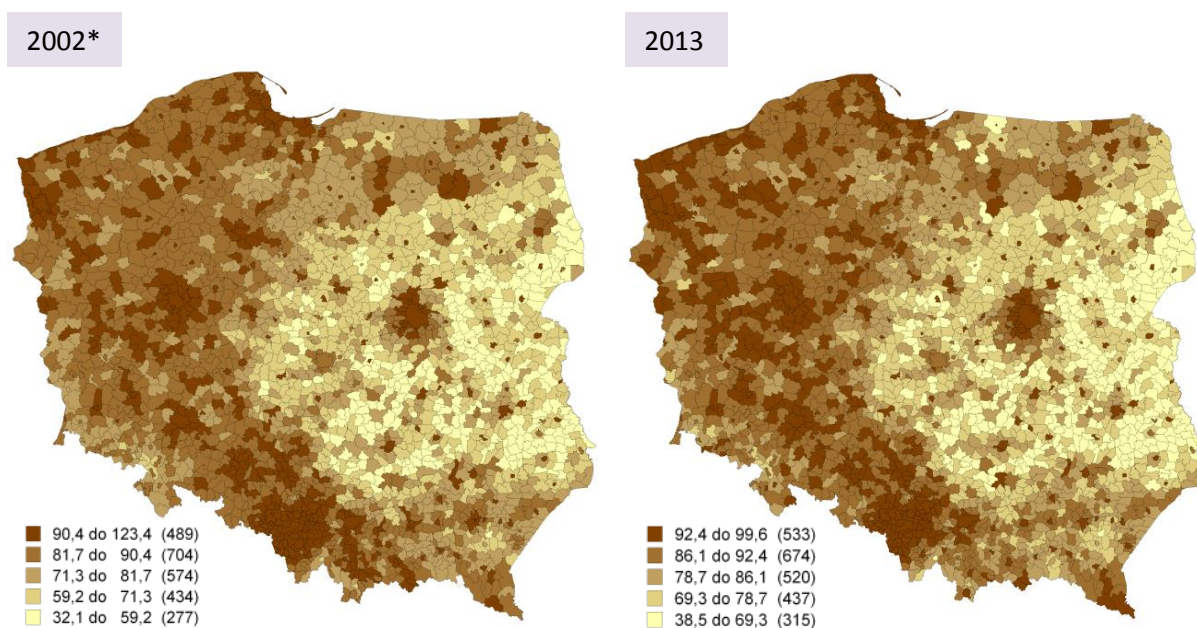 2002*
90,4 do 123,4 (489)
81,7 do 90,4 (704)
71,3 do 81,7 (574)
59,2 do 71,3 (434)
32,1 do 59,2 (277)
2013
92,4 do 99,6 (533)
86,1 do 92,4 (674)
78,7 do 86,1 (520)
69,3 do 78,7 (437)
38,5 do 69,3 (315)